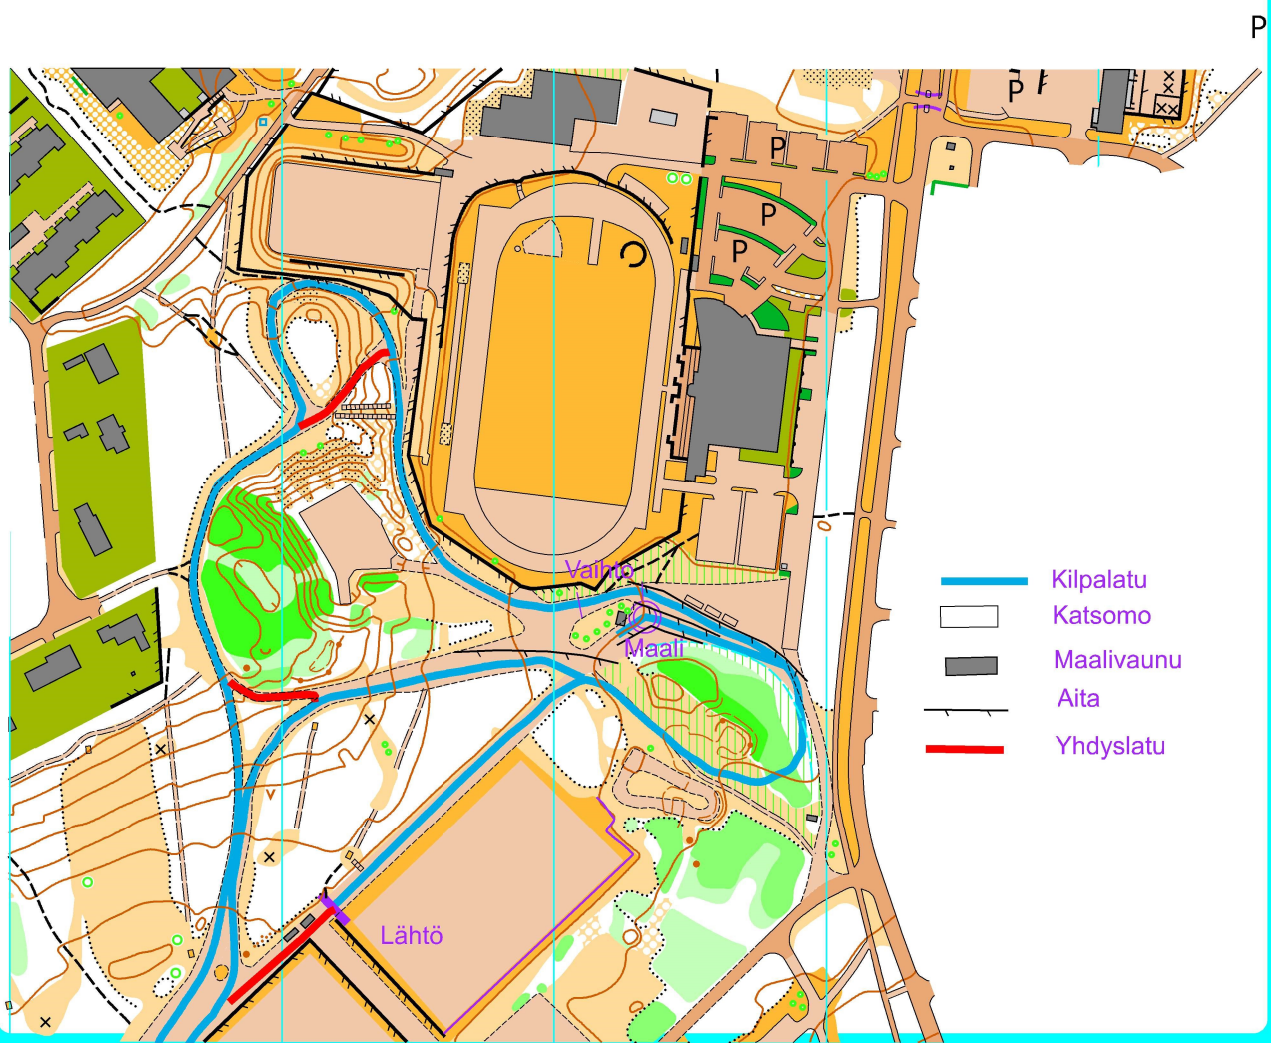 P
P
P
P
P
Vaihto
Kilpalatu
Katsomo
Maali
Maalivaunu
Aita
Yhdyslatu
Lähtö